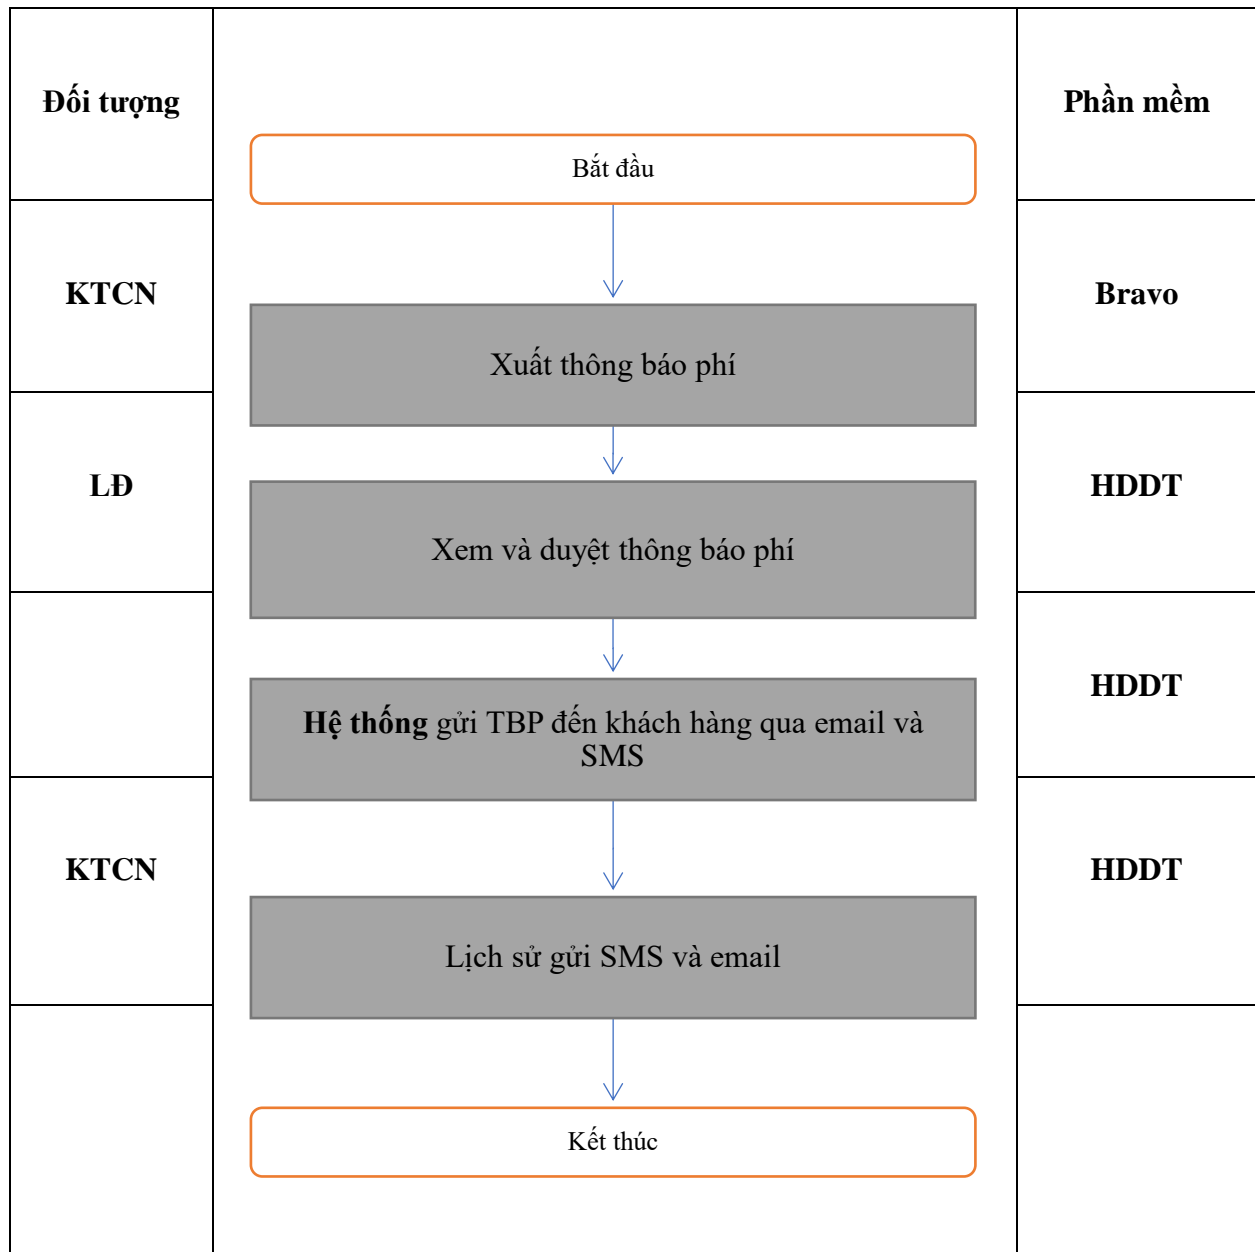 Đối tượng
Phần mềm
Bắt đầu
KTCN
Bravo
Xuất thông báo phí
LĐ
HDDT
Xem và duyệt thông báo phí
HDDT
Hệ thống gửi TBP đến khách hàng qua email và
SMS
KTCN
HDDT
Lịch sử gửi SMS và email
Kết thúc